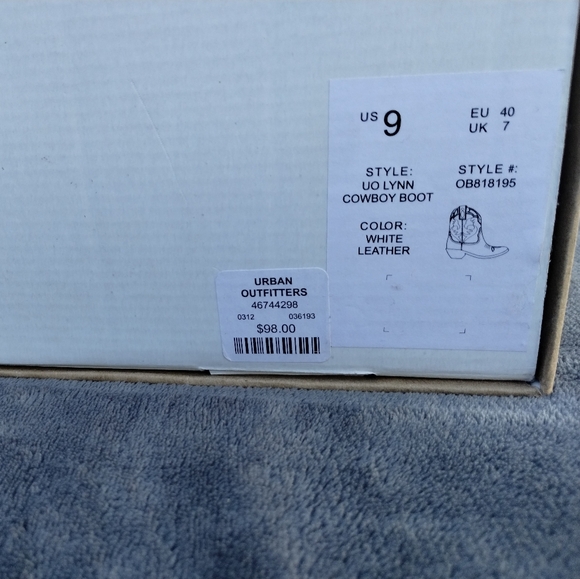 US 9
EU 40
UK 7
STYLE:
UO LYNN
COWBOY BOOT
STYLE #:
OB818195
COLOR:
WHITE
LEATHER
URBAN
OUTFITTERS
46744298
0312 036193
$98.00